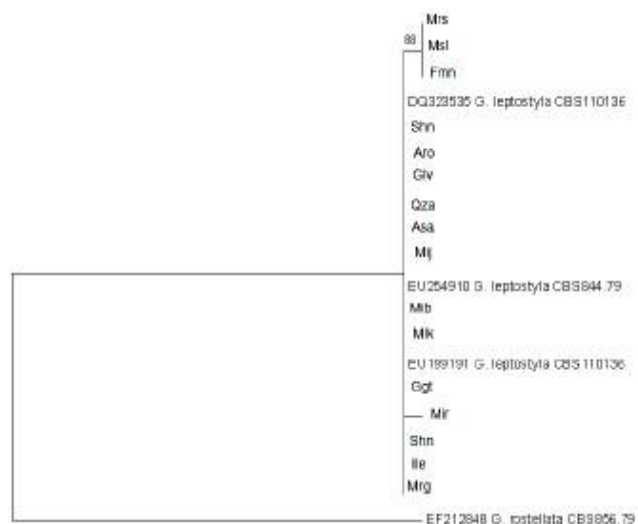 Mrs
88
Msl
Fmn
DQ323535 G. leptostyla CBS110136
Shn
Aro
Glv
Qza
Asa
Mij
EU254910 G. leptostyla CBS844.79
Mib
Mlk
EU199191 G. leptostyla CBS110136
Ggt
Mir
Shn
Ile
Mrg
EF212848 G. rostellata CBS856.79